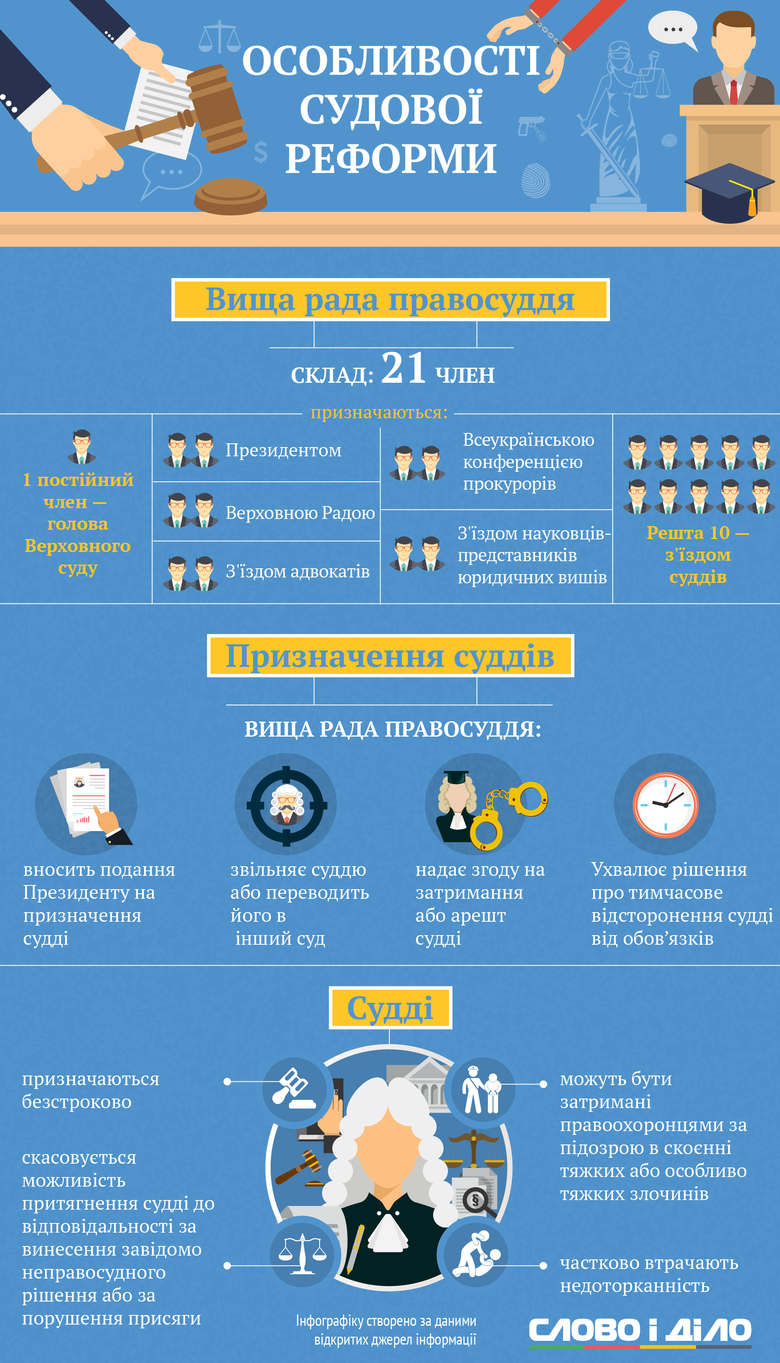 ОСОБЛИВОСТІ
СУДОВОЇ
РЕФОРМИ
Вища рада правосуддя
СКЛАД: 21 ЧЛЕН
призначаються:
1 постійний
член —
голова
Верховного
суду
Президентом
Верховною Радою
З'їздом адвокатів
Всеукраїнською
конференцією
прокурорів
З'їздом науковців-
представників
юридичних вишів
Решта 10 —
з'їздом
суддів
Призначення суддів
ВИЩА РАДА ПРАВОСУДДЯ:
вносить подання
Президенту на
призначення
судді
звільняє суддю
або переводить
його в
інший суд
надає згоду на
затримання
або арешт
судді
Ухвалює рішення
про тимчасове
відсторонення судді
від обов’язків
Судді
призначаються
безстроково
скасовується
можливість
притягнення судді до
відповідальності за
винесення завідомо
неправосудного
рішення або за
порушення присяги
можуть бути
затримані
правоохоронцями за
підозрою в скоєнні
тяжких або особливо
тяжких злочинів
частково втрачають
недоторканність
Інфографіку створено за даними
відкритих джерел інформації
СЛОВО і ДіЛО